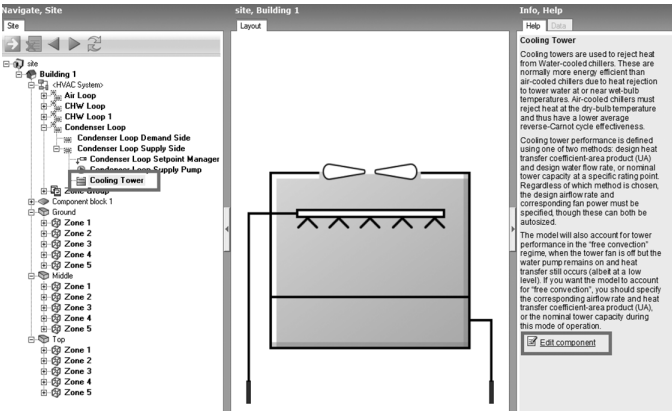 Navigate, Site
Site
site
Building 1
<HVAC System>
Air Loop
CHW Loop
CHW Loop 1
Condenser Loop
Condenser Loop Demand Side
Condenser Loop Supply Side
Condenser Loop Setpoint Manager
Condenser Loop Supply Pump
Cooling Tower
Zone Group
Component block 1
Ground
Zone 1
Zone 2
Zone 3
Zone 4
Zone 5
Middle
Zone 1
Zone 2
Zone 3
Zone 4
Zone 5
Top
Zone 1
Zone 2
Zone 3
Zone 4
Zone 5
site, Building 1
Layout
Info, Help
Help Data
Cooling Tower
Cooling towers are used to reject heat
from Water-cooled chillers. These are
normally more energy efficient than
air-cooled chillers due to heat rejection
to tower water at or near wet-bulb
temperatures. Air-cooled chillers must
reject heat at the dry-bulb temperature
and thus have a lower average
reverse-Carnot cycle effectiveness.
Cooling tower performance is defined
using one of two methods: design heat
transfer coefficient-area product (UA)
and design water flow rate, or nominal
tower capacity at a specific rating point.
Regardless of which method is chosen,
the design airflow rate and
corresponding fan power must be
specified, though these can both be
autosized.
The model will also account for tower
performance in the "free convection"
regime, when the tower fan is off but the
water pump remains on and heat
transfer still occurs (albeit at a low
level). If you want the model to account
for "free convection", you should specify
the corresponding airflow rate and heat
transfer coefficient-area product (UA),
or the nominal tower capacity during
this mode of operation.
Edit component